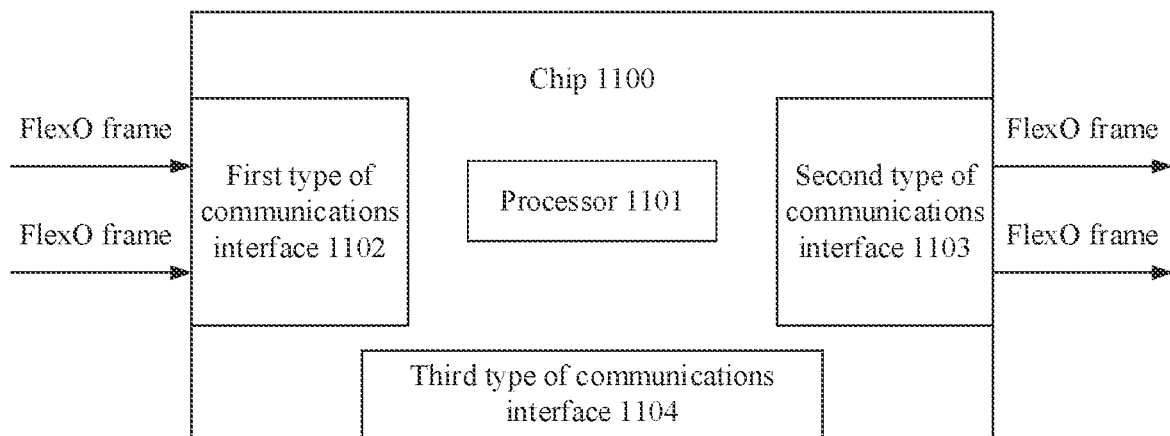 Chip 1100
FlexO frame
FlexO frame
First type of
communications
interface 1102
Processor 1101
Second type of
communications
interface 1103
FlexO frame
FlexO frame
Third type of communications
interface 1104